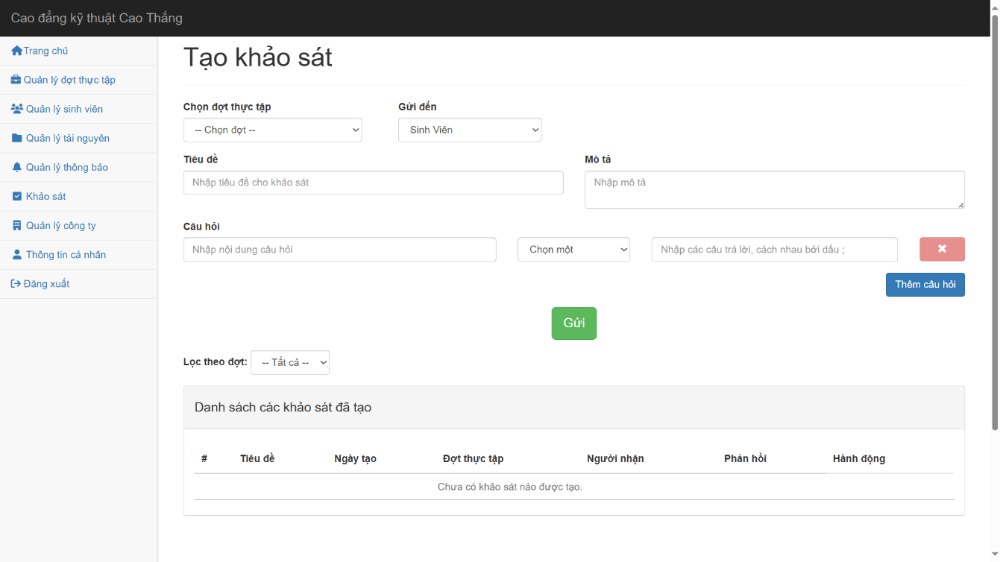 Cao đẳng kỹ thuật Cao Thắng
Trang chủ
Quản lý đợt thực tập
Quản lý sinh viên
Quản lý tài nguyên
Quản lý thông báo
Khảo sát
Quản lý công ty
Thông tin cá nhân
Đăng xuất
Tạo khảo sát
Chọn đợt thực tập
Gửi đến
-- Chọn đợt --
Sinh Viên
Tiêu đề
Mô tả
Nhập tiêu đề cho khảo sát
Nhập mô tả
Câu hỏi
Nhập nội dung câu hỏi
Chọn một
Nhập các câu trả lời, cách nhau bởi dấu ;
Thêm câu hỏi
Gửi
Lọc theo đợt:
-- Tất cả --
Danh sách các khảo sát đã tạo
# Tiêu đề Ngày tạo Đợt thực tập Người nhận Phản hồi Hành động
Chưa có khảo sát nào được tạo.